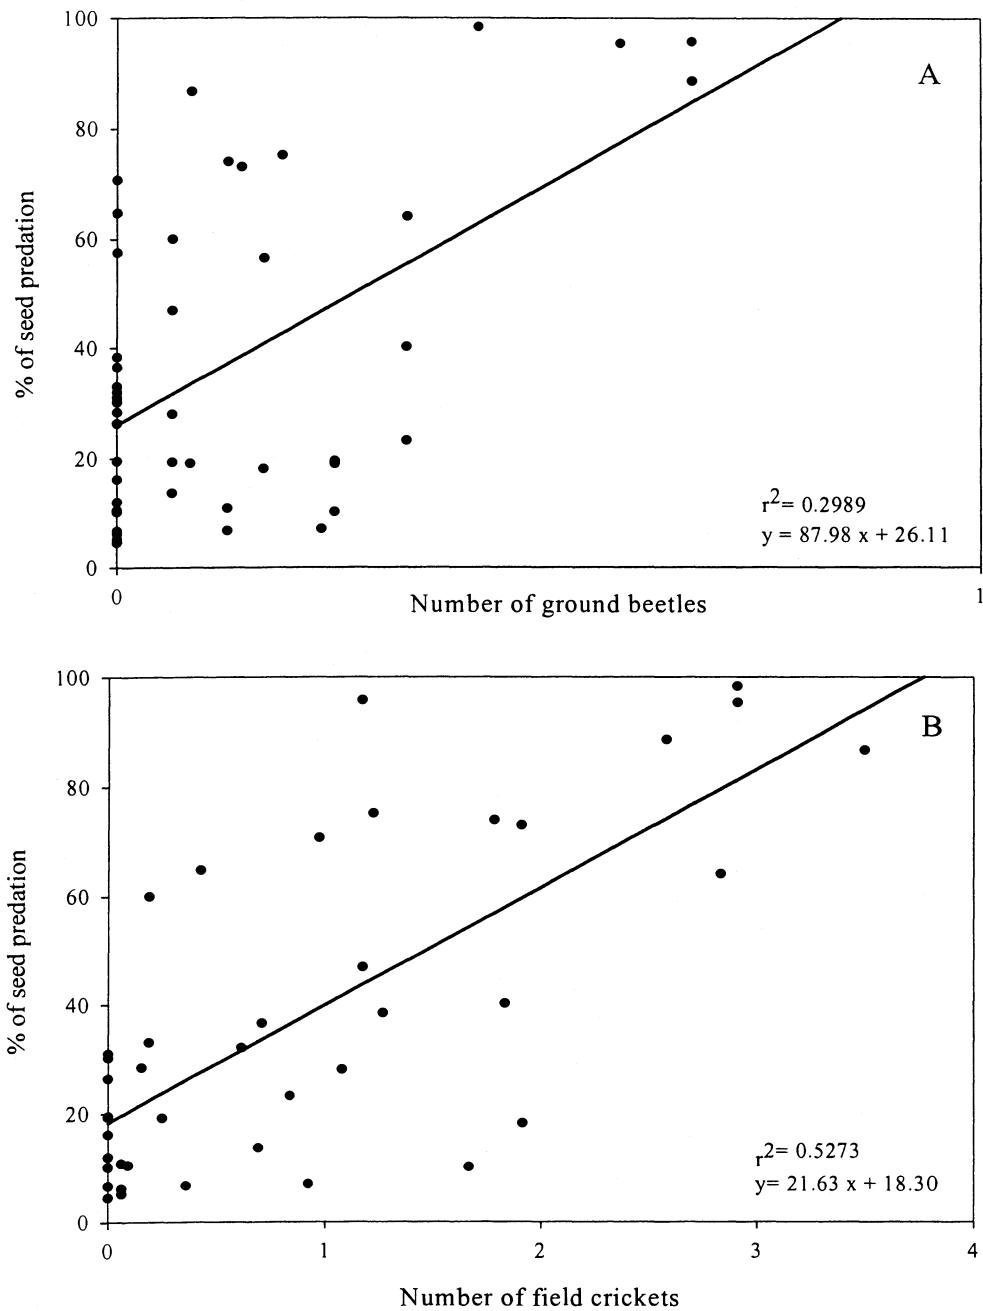 100
A
80
60
40
20
0
% of seed predation
r2= 0.2989
y = 87.98 x + 26.11
0
1
Number of ground beetles
100
B
80
60
40
20
0
% of seed predation
r2= 0.5273
y= 21.63 x + 18.30
0 1 2 3 4
Number of field crickets